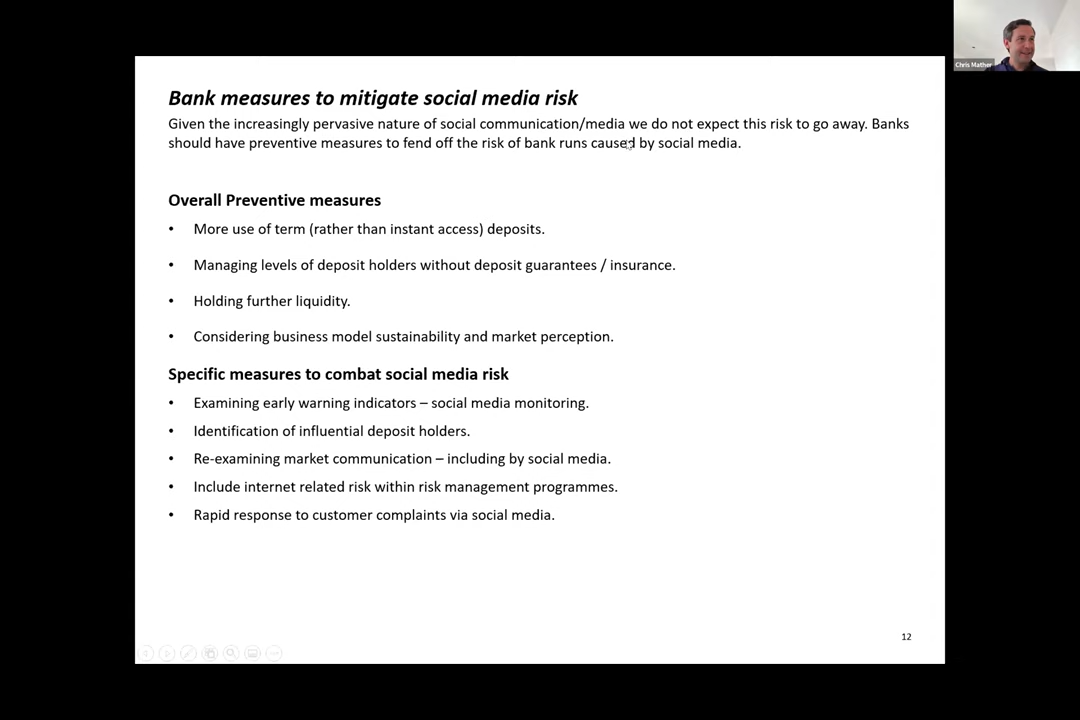 Bank measures to mitigate social media risk
Given the increasingly pervasive nature of social communication/media we do not expect this risk to go away. Banks
should have preventive measures to fend off the risk of bank runs caused by social media.
Overall Preventive measures
• More use of term (rather than instant access) deposits.
• Managing levels of deposit holders without deposit guarantees / insurance.
• Holding further liquidity.
• Considering business model sustainability and market perception.
Specific measures to combat social media risk
• Examining early warning indicators – social media monitoring.
• Identification of influential deposit holders.
• Re-examining market communication – including by social media.
• Include internet related risk within risk management programmes.
• Rapid response to customer complaints via social media.
12
Chris Mather